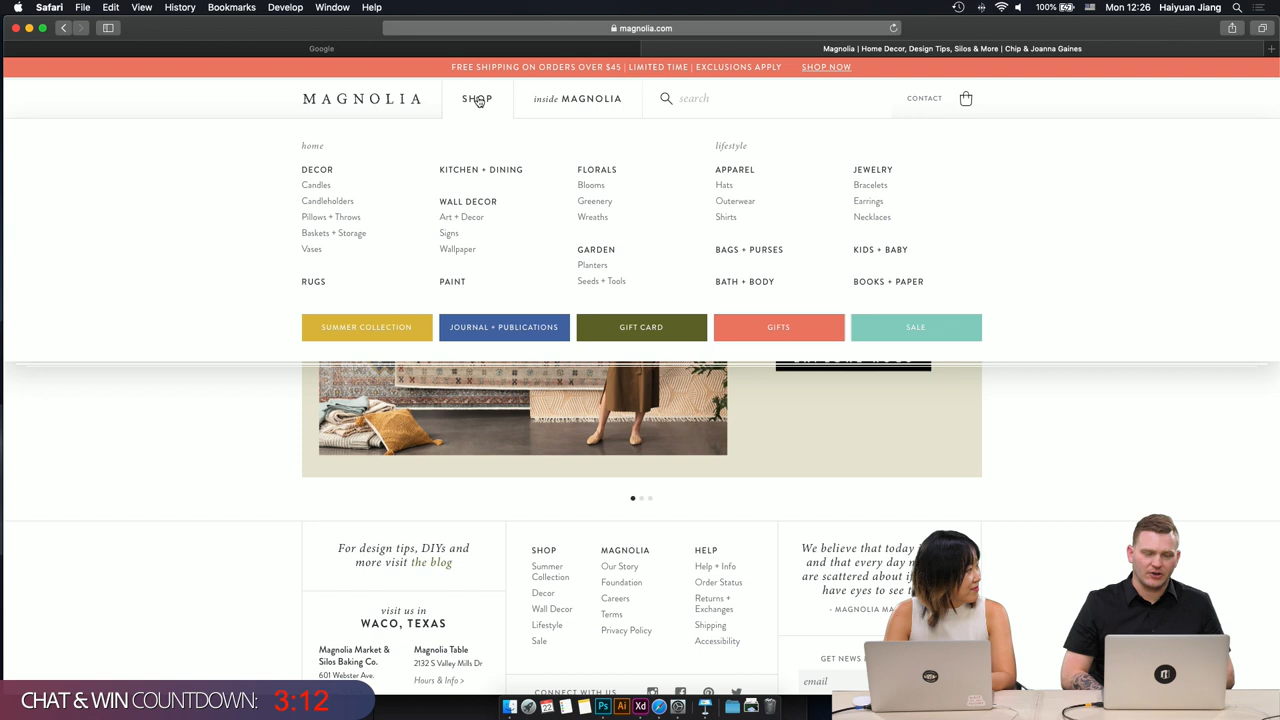 Safari File Edit View History Bookmarks Develop Window Help
100% Mon 12:26 Haiyuan Jiang
magnolia.com
Google
Magnolia | Home Decor, Design Tips, Silos & More | Chip & Joanna Gaines
FREE SHIPPING ON ORDERS OVER $45 | LIMITED TIME | EXCLUSIONS APPLY SHOP NOW
MAGNOLIA
SHOP
inside MAGNOLIA
search
CONTACT
home
DECOR
Candles
Candleholders
Pillows + Throws
Baskets + Storage
Vases
RUGS
KITCHEN + DINING
WALL DECOR
Art + Decor
Signs
Wallpaper
PAINT
FLORALS
Blooms
Greenery
Wreaths
GARDEN
Planters
Seeds + Tools
lifestyle
APPAREL
Hats
Outerwear
Shirts
BAGS + PURSES
BATH + BODY
JEWELRY
Bracelets
Earrings
Necklaces
KIDS + BABY
BOOKS + PAPER
SUMMER COLLECTION
JOURNAL + PUBLICATIONS
GIFT CARD
GIFTS
SALE
For design tips, DIYs and
more visit the blog
visit us in
WACO, TEXAS
Magnolia Market &
Silos Baking Co.
601 Webster Ave.
Magnolia Table
2132 S Valley Mills Dr
Hours & Info >
SHOP
Summer
Collection
Decor
Wall Decor
Lifestyle
Sale
MAGNOLIA
Our Story
Foundation
Careers
Terms
Privacy Policy
HELP
Help + Info
Order Status
Returns +
Exchanges
Shipping
Accessibility
CONNECT WITH US
We believe that today
and that every day
are scattered about
have eyes to see
- MAGNOLIA
GET NEWS
email
Ps Ai Xd
CHAT & WIN COUNTDOWN: 3:12